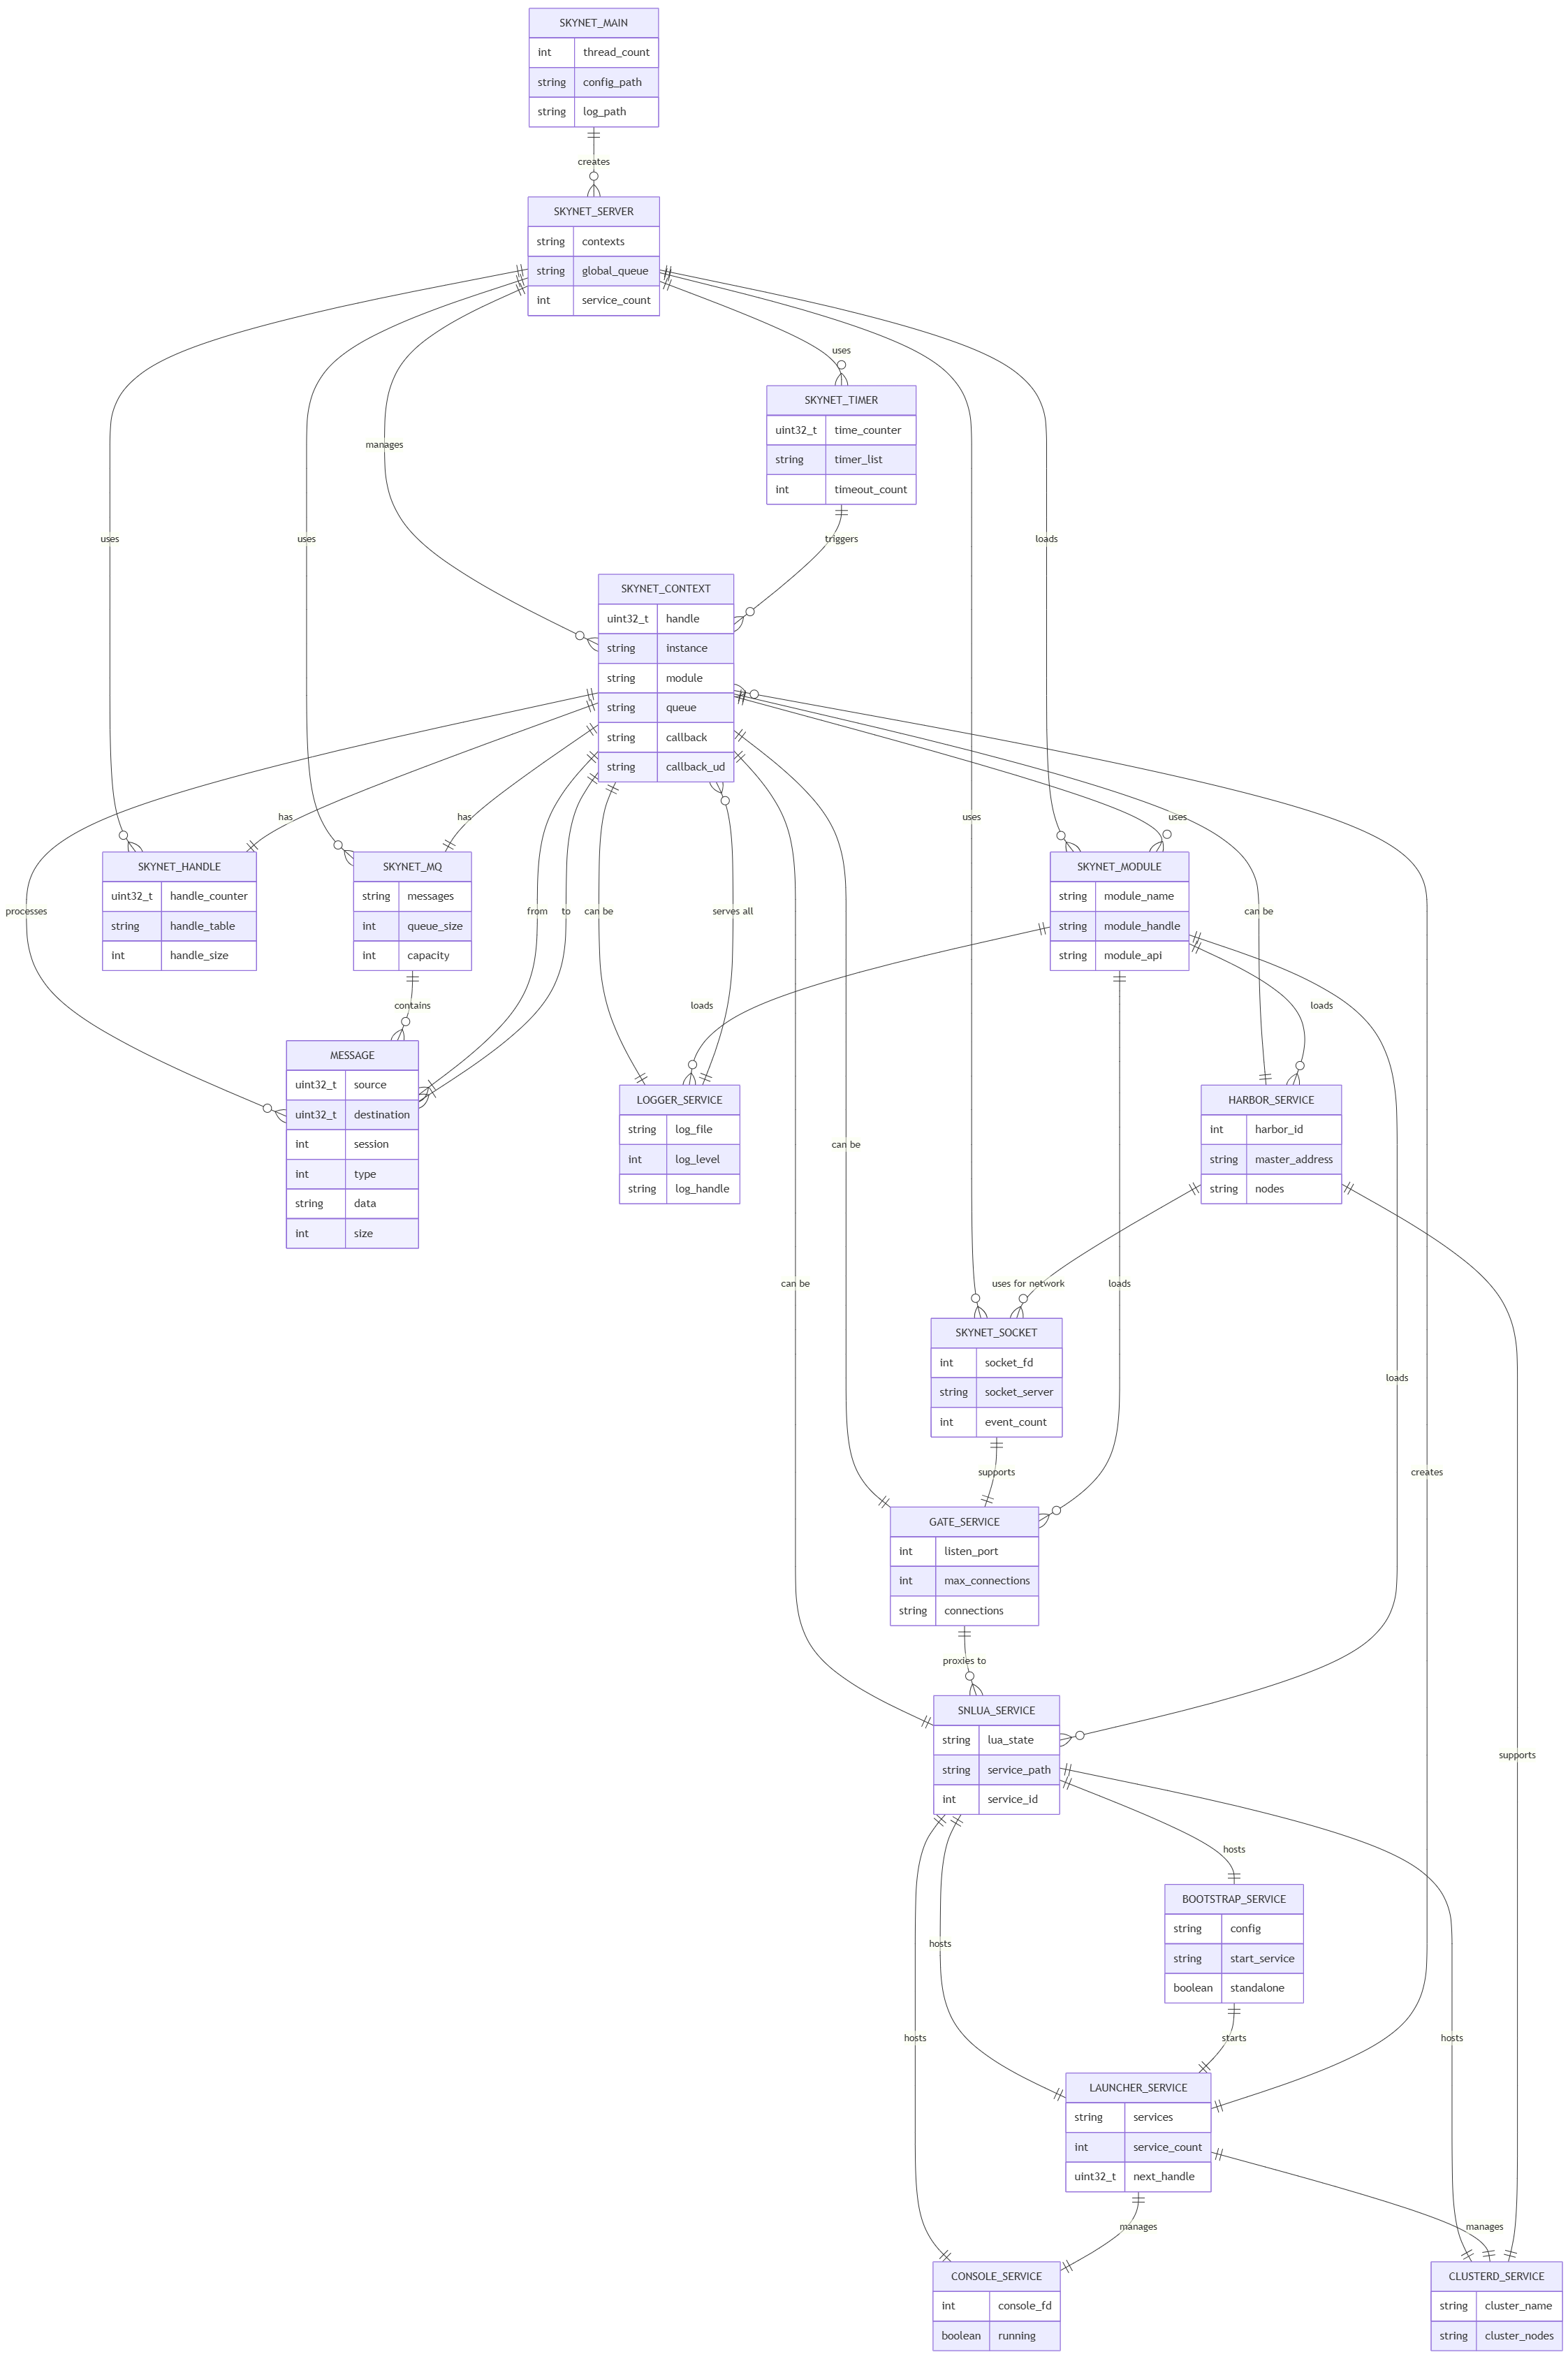 SKYNET_MAIN
int thread_count
string config_path
string log_path
creates
SKYNET_SERVER
string contexts
string global_queue
int service_count
uses
SKYNET_TIMER
uint32_t time_counter
string timer_list
int timeout_count
manages
uses
uses
triggers
loads
SKYNET_CONTEXT
uint32_t handle
string instance
string module
string queue
string callback
string callback_ud
has
has
uses
uses
SKYNET_HANDLE
uint32_t handle_counter
string handle_table
int handle_size
SKYNET_MQ
string messages
int queue_size
int capacity
SKYNET_MODULE
string module_name
string module_handle
string module_api
processes
from
to
can be
serves all
can be
contains
loads
loads
MESSAGE
uint32_t source
uint32_t destination
int session
int type
string data
int size
LOGGER_SERVICE
string log_file
int log_level
string log_handle
HARBOR_SERVICE
int harbor_id
string master_address
string nodes
can be
can be
uses for network
loads
SKYNET_SOCKET
int socket_fd
string socket_server
int event_count
loads
supports
creates
GATE_SERVICE
int listen_port
int max_connections
string connections
proxies to
SNLUA_SERVICE
string lua_state
string service_path
int service_id
supports
hosts
BOOTSTRAP_SERVICE
string config
string start_service
boolean standalone
hosts
hosts
starts
hosts
LAUNCHER_SERVICE
string services
int service_count
uint32_t next_handle
manages
manages
CONSOLE_SERVICE
int console_fd
boolean running
CLUSTERD_SERVICE
string cluster_name
string cluster_nodes